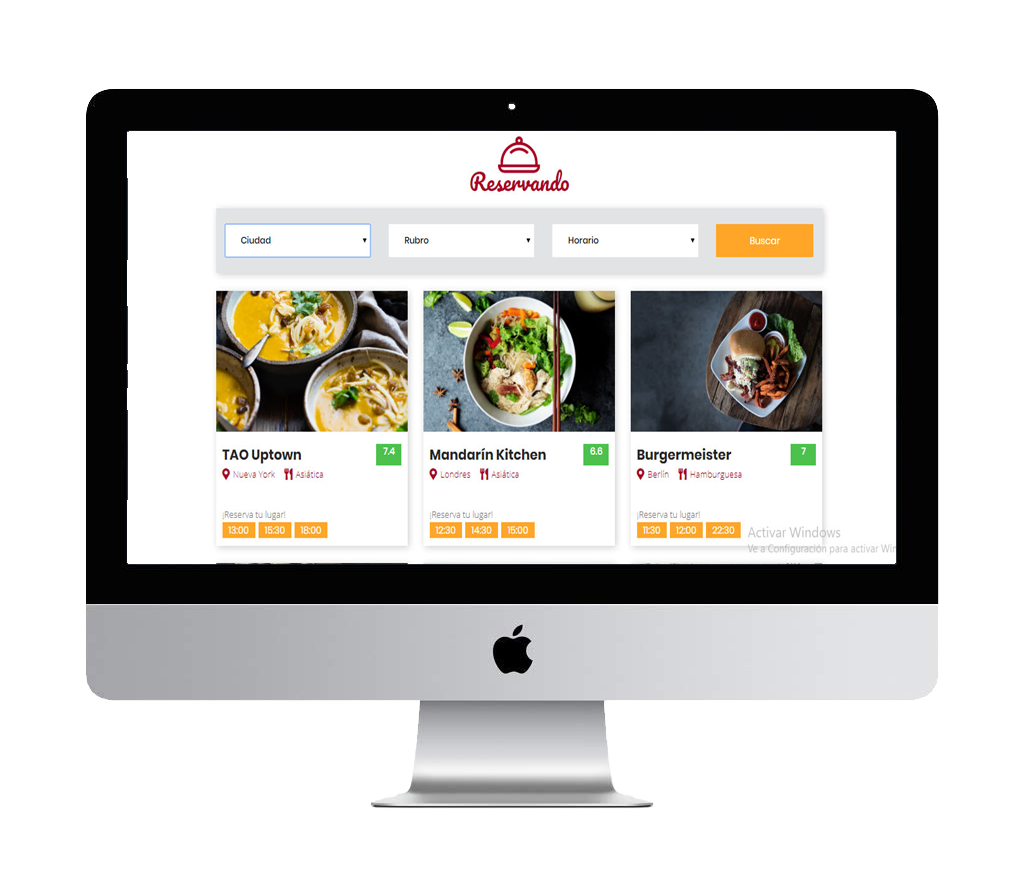 Reservando
Ciudad Rubro Horario Buscar
TAO Uptown 7.4
Nueva York Asiática
¡Reserva tu lugar!
13:00 15:30 18:00
Mandarín Kitchen 6.6
Londres Asiática
¡Reserva tu lugar!
12:30 14:30 15:00
Burgermeister 7
Berlín Hamburguesa
¡Reserva tu lugar!
11:30 12:00 22:30
Activar Windows
Ve a Configuración para activar Win